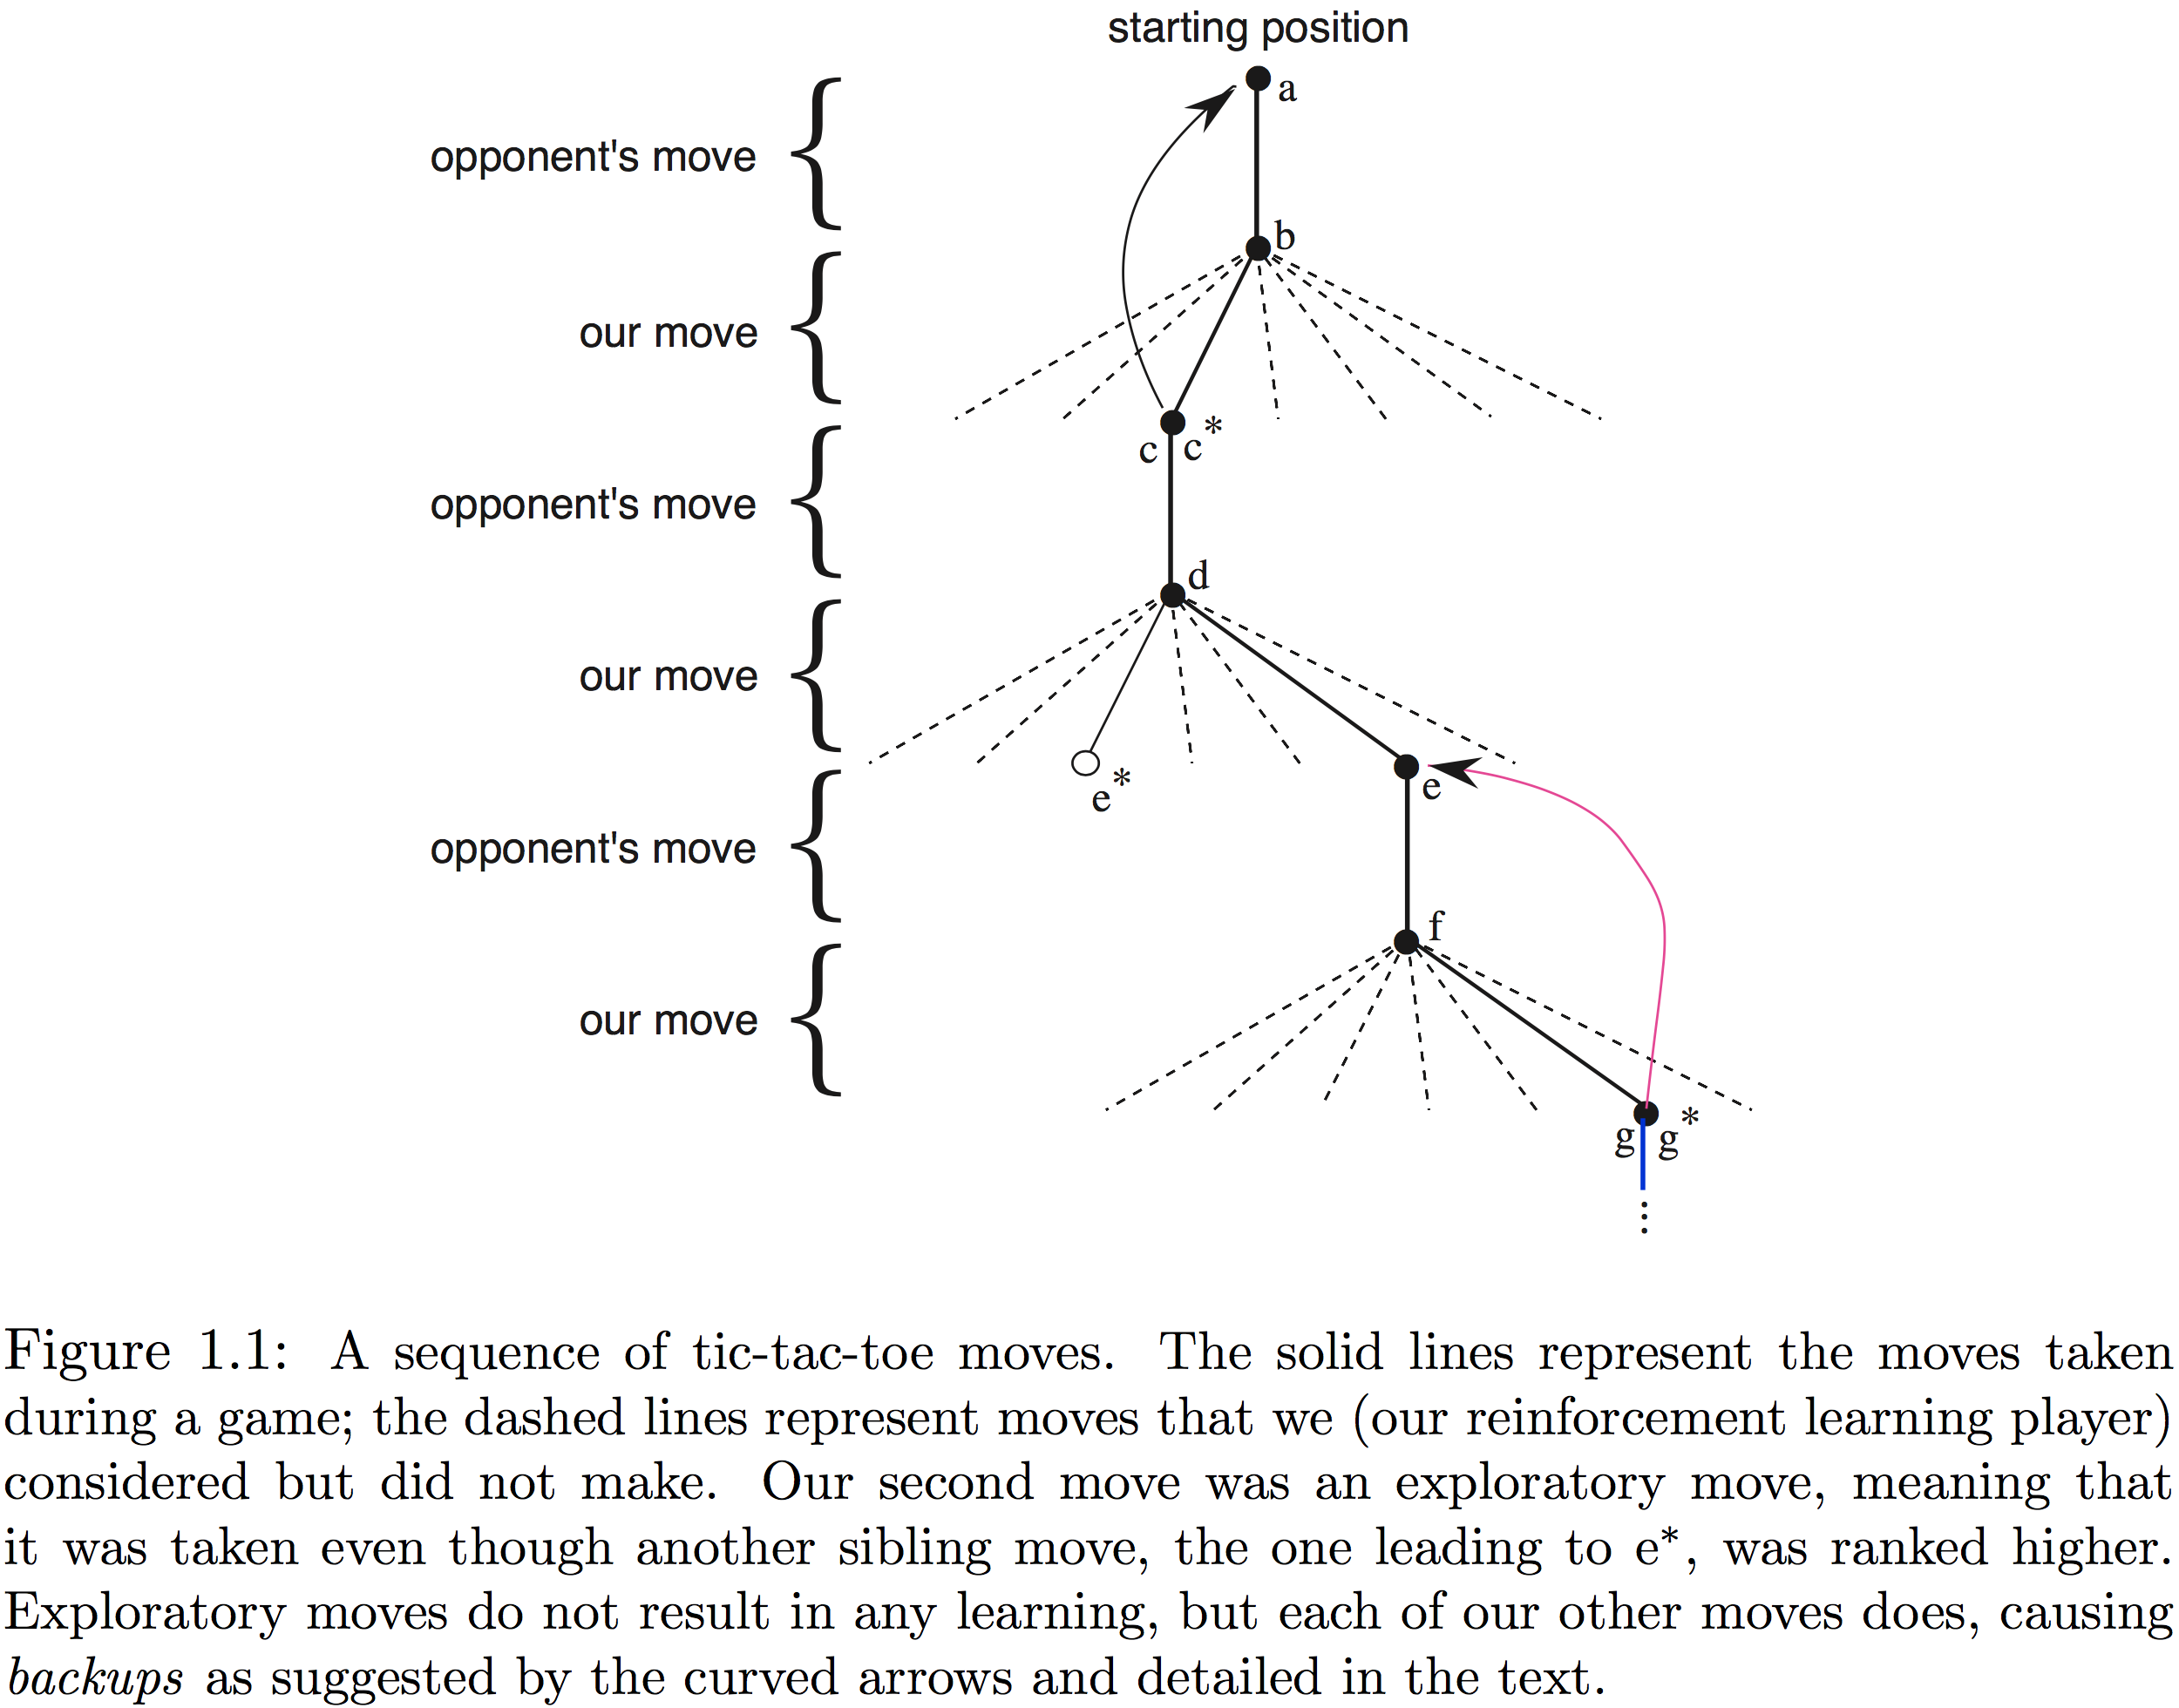 starting position
a
opponent's move
b
our move
c c*
opponent's move
d
our move
e*
e
opponent's move
f
our move
g g*
⋮
Figure 1.1: A sequence of tic-tac-toe moves. The solid lines represent the moves taken
during a game; the dashed lines represent moves that we (our reinforcement learning player)
considered but did not make. Our second move was an exploratory move, meaning that
it was taken even though another sibling move, the one leading to e*, was ranked higher.
Exploratory moves do not result in any learning, but each of our other moves does, causing
backups as suggested by the curved arrows and detailed in the text.